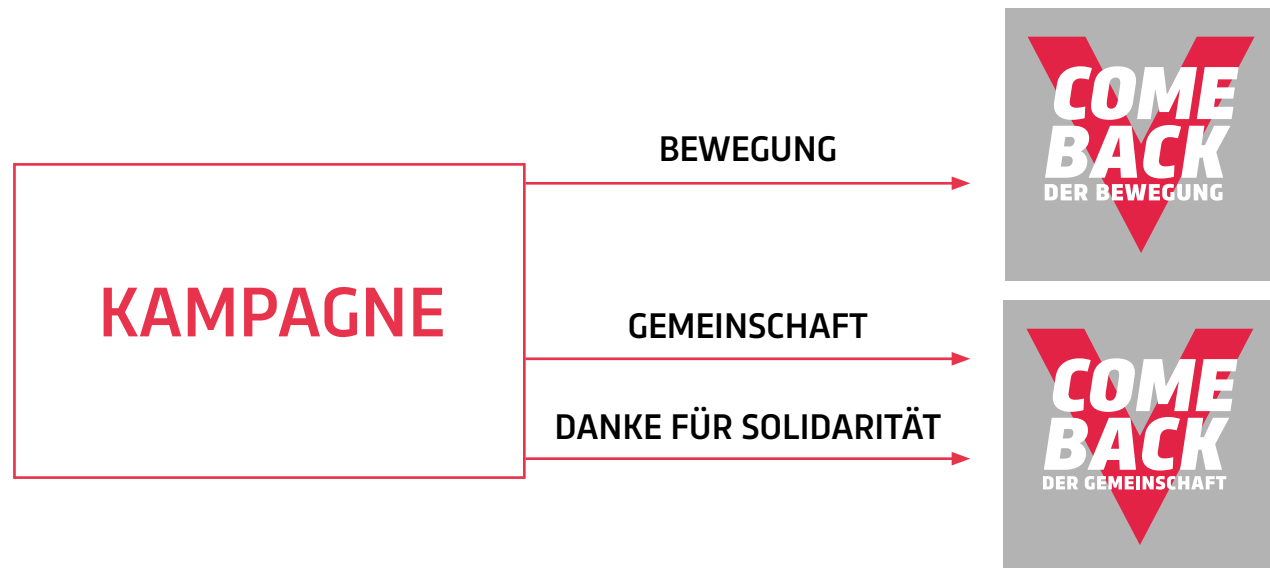 KAMPAGNE
BEWEGUNG
GEMEINSCHAFT
DANKE FÜR SOLIDARITÄT
COME
BACK
DER BEWEGUNG
COME
BACK
DER GEMEINSCHAFT